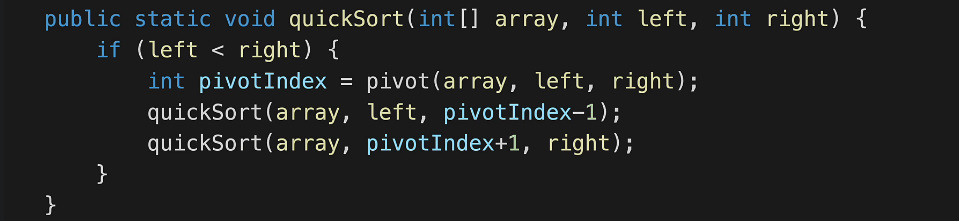 public static void quickSort(int[] array, int left, int right) {
    if (left < right) {
        int pivotIndex = pivot(array, left, right);
        quickSort(array, left, pivotIndex-1);
        quickSort(array, pivotIndex+1, right);
    }
}